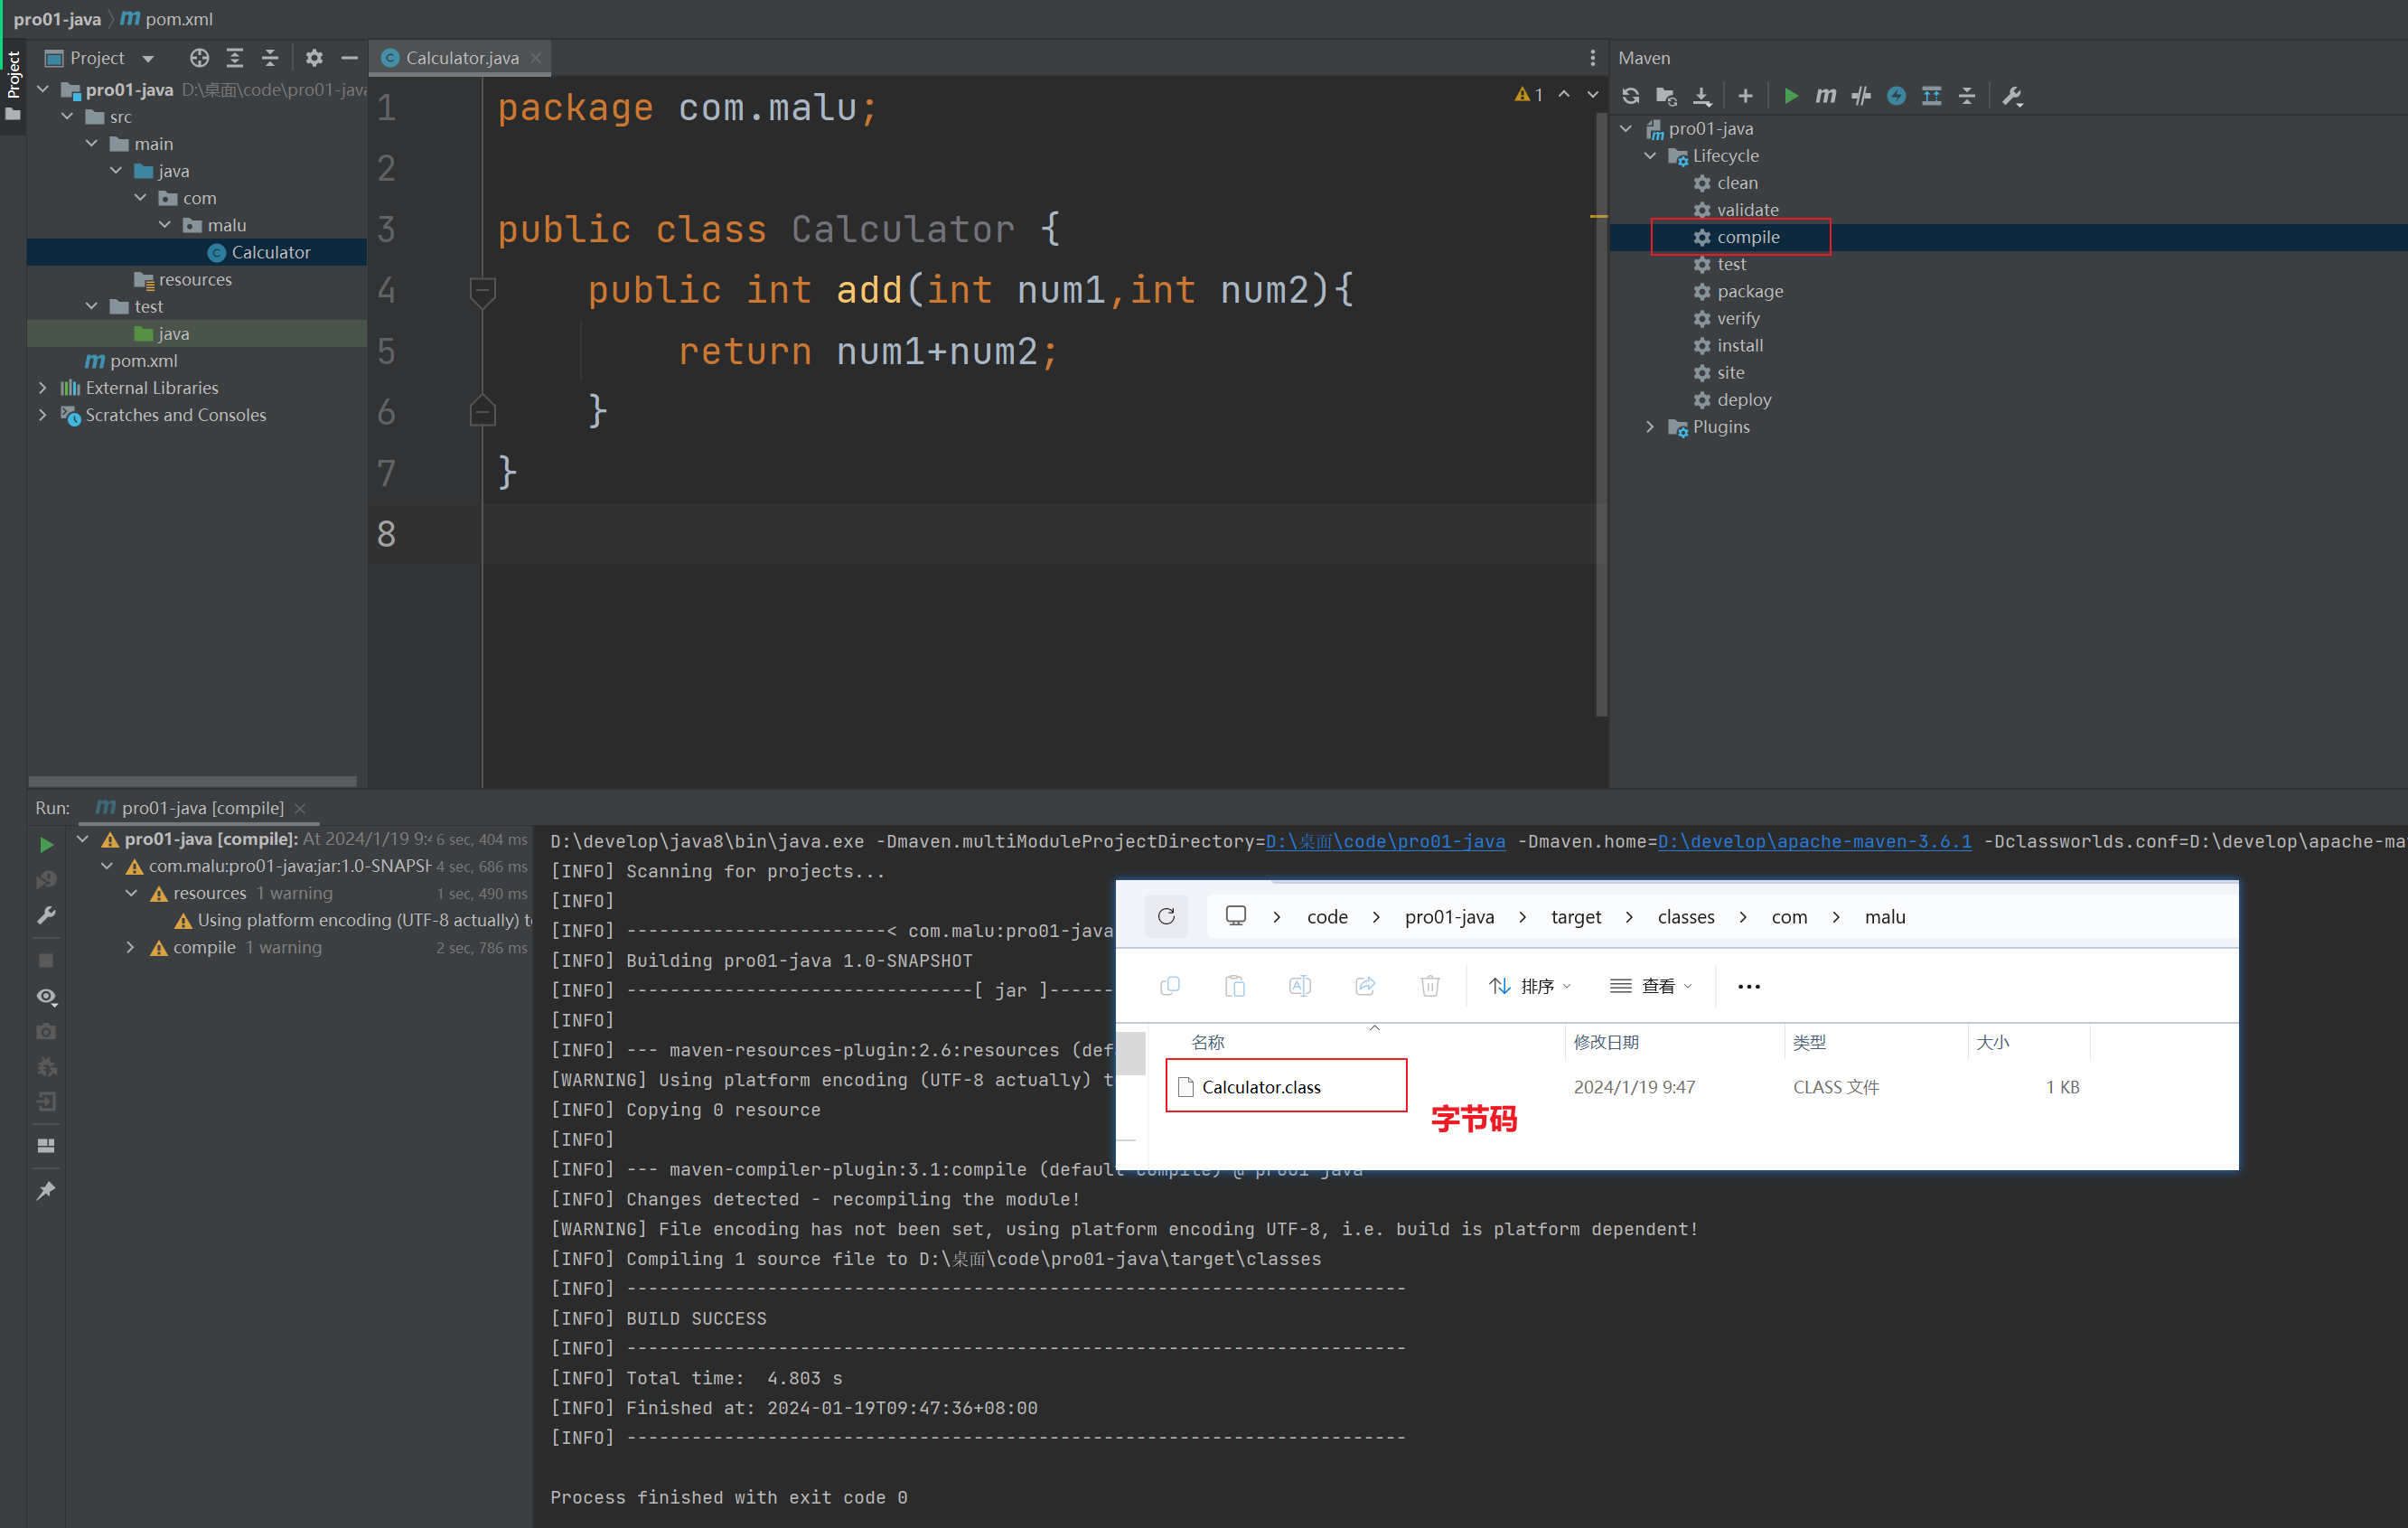 pro01-java 〉 pom.xml
Project
Project
pro01-java D:\桌面\code\pro01-java
src
main
java
com
malu
Calculator
resources
test
java
pom.xml
External Libraries
Scratches and Consoles
Calculator.java
1
1 package com.malu;
2
3 public class Calculator {
4 public int add(int num1,int num2){
5 return num1+num2;
6 }
7 }
8
Maven
pro01-java
Lifecycle
clean
validate
compile
test
package
verify
install
site
deploy
Plugins
Run: pro01-java [compile]
pro01-java [compile]: At 2024/1/19 9:4 6 sec, 404 ms
com.malu:pro01-java:jar:1.0-SNAPSH 4 sec, 686 ms
resources 1 warning 1 sec, 490 ms
Using platform encoding (UTF-8 actually) to
compile 1 warning 2 sec, 786 ms
D:\develop\java8\bin\java.exe -Dmaven.multiModuleProjectDirectory=D:\桌面\code\pro01-java -Dmaven.home=D:\develop\apache-maven-3.6.1 -Dclassworlds.conf=D:\develop\apache-ma
[INFO] Scanning for projects...
[INFO]
[INFO] ------------------------< com.malu:pro01-java
[INFO] Building pro01-java 1.0-SNAPSHOT
[INFO] --------------------------------[ jar ]------
[INFO]
[INFO] --- maven-resources-plugin:2.6:resources (def
[WARNING] Using platform encoding (UTF-8 actually) t
[INFO] Copying 0 resource
[INFO]
[INFO] --- maven-compiler-plugin:3.1:compile (default-compile) @ pro01-java
[INFO] Changes detected - recompiling the module!
[WARNING] File encoding has not been set, using platform encoding UTF-8, i.e. build is platform dependent!
[INFO] Compiling 1 source file to D:\桌面\code\pro01-java\target\classes
[INFO] ------------------------------------------------------------------------
[INFO] BUILD SUCCESS
[INFO] ------------------------------------------------------------------------
[INFO] Total time:  4.803 s
[INFO] Finished at: 2024-01-19T09:47:36+08:00
[INFO] ------------------------------------------------------------------------
Process finished with exit code 0
code > pro01-java > target > classes > com > malu
排序 查看 •••
名称 修改日期 类型 大小
Calculator.class 2024/1/19 9:47 CLASS 文件 1 KB
字节码